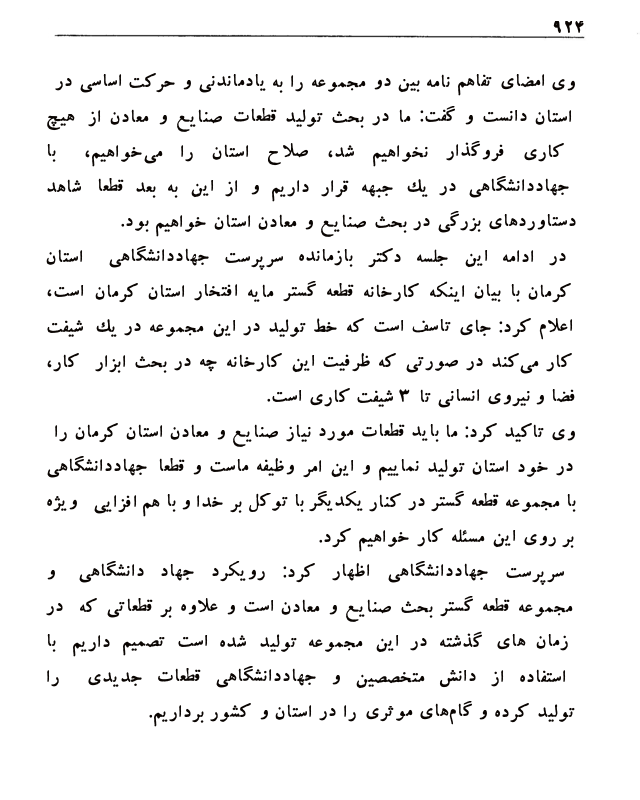 ۹۲۴
وی امضای تفاهم نامه بین دو مجموعه را به یادماندنی و حرکت اساسی در
استان دانست و گفت: ما در بحث تولید قطعات صنایع و معادن از هیچ
کاری فروگذار نخواهیم شد، صلاح استان را می‌خواهیم، با
جهاددانشگاهی در یك جبهه قرار داریم و از این به بعد قطعا شاهد
دستاوردهای بزرگی در بحث صنایع و معادن استان خواهیم بود.
در ادامه این جلسه دکتر بازمانده سرپرست جهاددانشگاهی استان
کرمان با بیان اینکه کارخانه قطعه گستر مایه افتخار استان کرمان است،
اعلام کرد: جای تاسف است که خط تولید در این مجموعه در یك شیفت
کار می‌کند در صورتی که ظرفیت این کارخانه چه در بحث ابزار کار،
فضا و نیروی انسانی تا ۳ شیفت کاری است.
وی تاکید کرد: ما باید قطعات مورد نیاز صنایع و معادن استان کرمان را
در خود استان تولید نماییم و این امر وظیفه ماست و قطعا جهاددانشگاهی
با مجموعه قطعه گستر در کنار یکدیگر با توکل بر خدا و با هم افزایی ویژه
بر روی این مسئله کار خواهیم کرد.
سرپرست جهاددانشگاهی اظهار کرد: رویکرد جهاد دانشگاهی و
مجموعه قطعه گستر بحث صنایع و معادن است و علاوه بر قطعاتی که در
زمان های گذشته در این مجموعه تولید شده است تصمیم داریم با
استفاده از دانش متخصصین و جهاددانشگاهی قطعات جدیدی را
تولید کرده و گام‌های موثری را در استان و کشور برداریم.